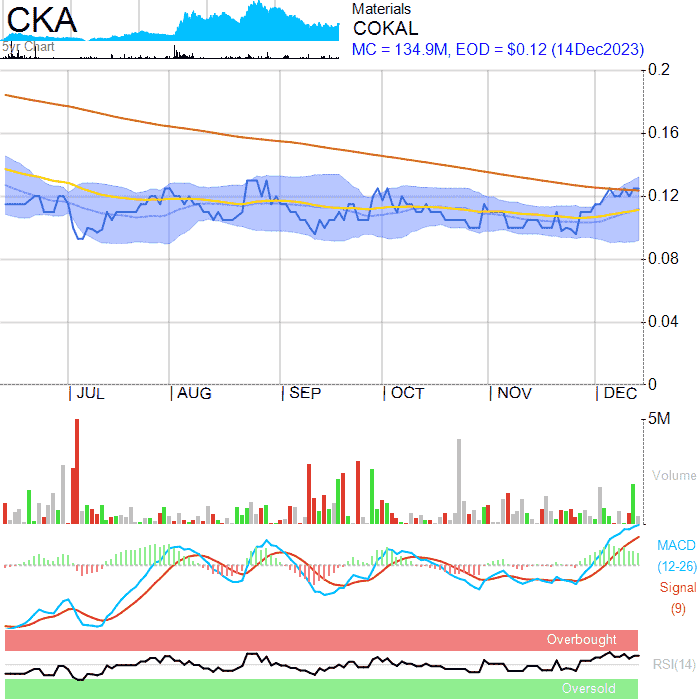 CKA
5yr Chart
Materials
COKAL
MC = 134.9M, EOD = $0.12 (14Dec2023)
0.2
0.16
0.12
0.08
0.04
0
JUL AUG SEP OCT NOV DEC
5M
Volume
MACD
(12-26)
Signal
(9)
Overbought
RSI(14)
Oversold